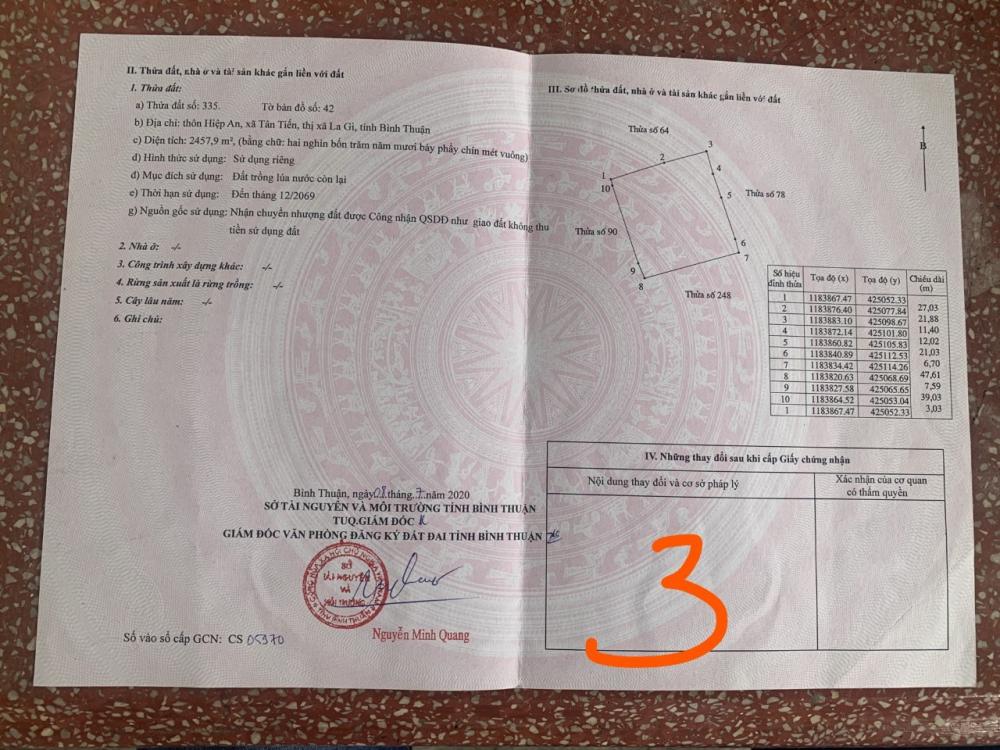 II. Thửa đất, nhà ở và tài sản khác gắn liền với đất
1. Thửa đất:
a) Thửa đất số: 335. Tờ bản đồ số: 42
b) Địa chỉ: thôn Hiệp An, xã Tân Tiến, thị xã La Gi, tỉnh Bình Thuận
c) Diện tích: 2457,9 m², (bằng chữ: hai nghìn bốn trăm năm mươi bảy phẩy chín mét vuông)
d) Hình thức sử dụng: Sử dụng riêng
đ) Mục đích sử dụng: Đất trồng lúa nước còn lại
e) Thời hạn sử dụng: Đến tháng 12/2069
g) Nguồn gốc sử dụng: Nhận chuyển nhượng đất được Công nhận QSDĐ như giao đất không thu
tiền sử dụng đất
2. Nhà ở: -/-
3. Công trình xây dựng khác: -/-
4. Rừng sản xuất là rừng trồng: -/-
5. Cây lâu năm: -/-
6. Ghi chú:
Bình Thuận, ngày 08 tháng 7 năm 2020
SỞ TÀI NGUYÊN VÀ MÔI TRƯỜNG TỈNH BÌNH THUẬN
TUQ.GIÁM ĐỐC
GIÁM ĐỐC VĂN PHÒNG ĐĂNG KÝ ĐẤT ĐAI TỈNH BÌNH THUẬN
SỞ
TÀI NGUYÊN
VÀ
MÔI TRƯỜNG
Nguyễn Minh Quang
Số vào sổ cấp GCN: CS 05370
III. Sơ đồ thửa đất, nhà ở và tài sản khác gắn liền với đất
Thửa số 64
B
1
2
3
4
5
Thửa số 78
10
Thửa số 90
6
7
9
8
Thửa số 248
Số hiệu đỉnh thửa Tọa độ (x) Tọa độ (y) Chiều dài (m)
1 1183867.47 425052.33
27,03
2 1183876.40 425077.84
21,88
3 1183883.10 425098.67
11,40
4 1183872.14 425101.80
12,02
5 1183860.82 425105.83
21,03
6 1183840.89 425112.53
6,70
7 1183834.42 425114.26
47,61
8 1183820.63 425068.69
7,59
9 1183827.58 425065.65
39,03
10 1183864.52 425053.04
3,03
1 1183867.47 425052.33
IV. Những thay đổi sau khi cấp Giấy chứng nhận
Nội dung thay đổi và cơ sở pháp lý
Xác nhận của cơ quan
có thẩm quyền
3